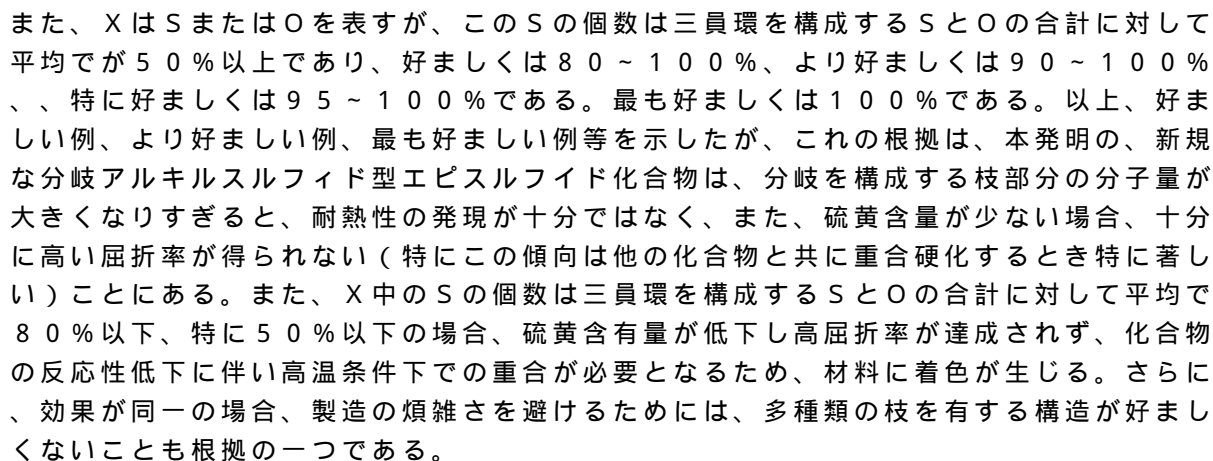 また、ＸはＳまたはＯを表すが、このＳの個数は三員環を構成するＳとＯの合計に対して
平均でが５０％以上であり、好ましくは８０～１００％、より好ましくは９０～１００％
、、特に好ましくは９５～１００％である。最も好ましくは１００％である。以上、好ま
しい例、より好ましい例、最も好ましい例等を示したが、これの根拠は、本発明の、新規
な分岐アルキルスルフィド型エピスルフイド化合物は、分岐を構成する枝部分の分子量が
大きくなりすぎると、耐熱性の発現が十分ではなく、また、硫黄含量が少ない場合、十分
に高い屈折率が得られない（特にこの傾向は他の化合物と共に重合硬化するとき特に著し
い）ことにある。また、Ｘ中のＳの個数は三員環を構成するＳとＯの合計に対して平均で
８０％以下、特に５０％以下の場合、硫黄含有量が低下し高屈折率が達成されず、化合物
の反応性低下に伴い高温条件下での重合が必要となるため、材料に着色が生じる。さらに
、効果が同一の場合、製造の煩雑さを避けるためには、多種類の枝を有する構造が好まし
くないことも根拠の一つである。